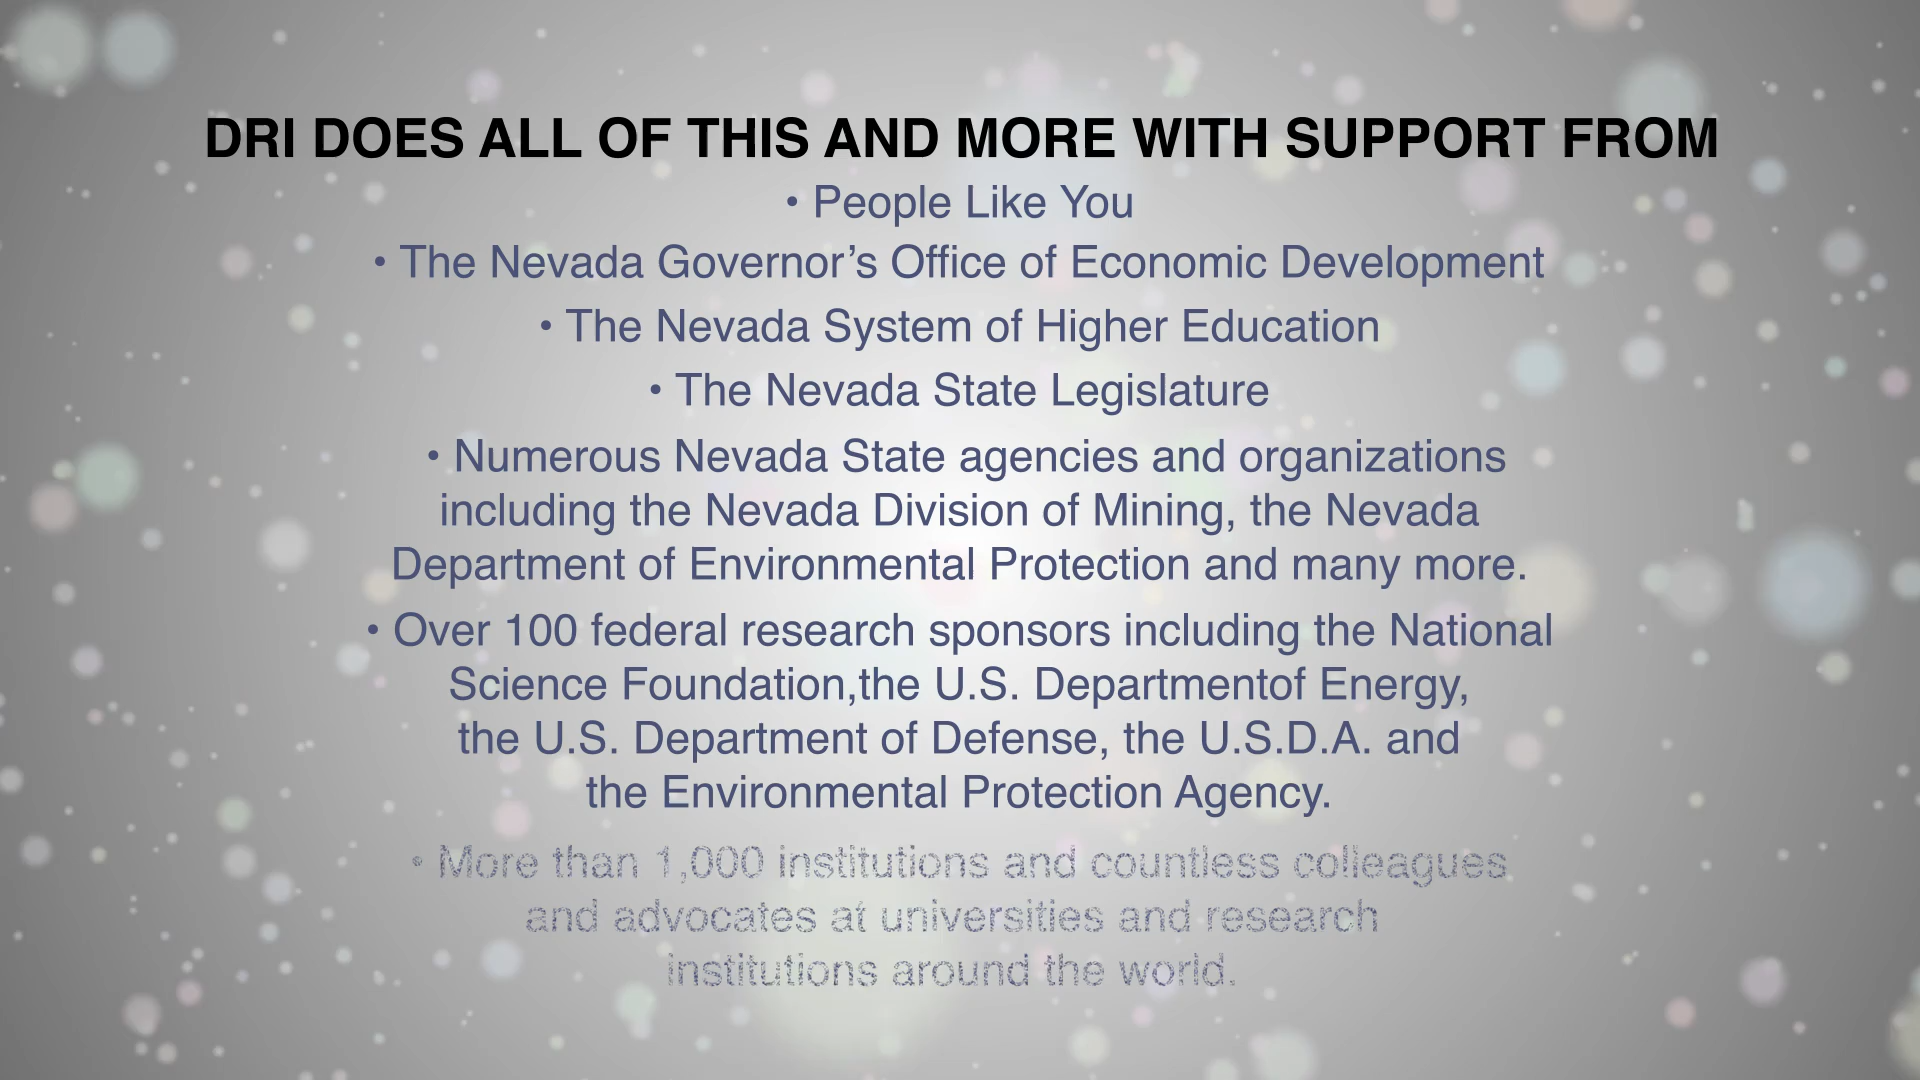 DRI DOES ALL OF THIS AND MORE WITH SUPPORT FROM
• People Like You
• The Nevada Governor’s Office of Economic Development
• The Nevada System of Higher Education
• The Nevada State Legislature
• Numerous Nevada State agencies and organizations
including the Nevada Division of Mining, the Nevada
Department of Environmental Protection and many more.
• Over 100 federal research sponsors including the National
Science Foundation,the U.S. Departmentof Energy,
the U.S. Department of Defense, the U.S.D.A. and
the Environmental Protection Agency.
• More than 1,000 institutions and countless colleagues
and advocates at universities and research
institutions around the world.